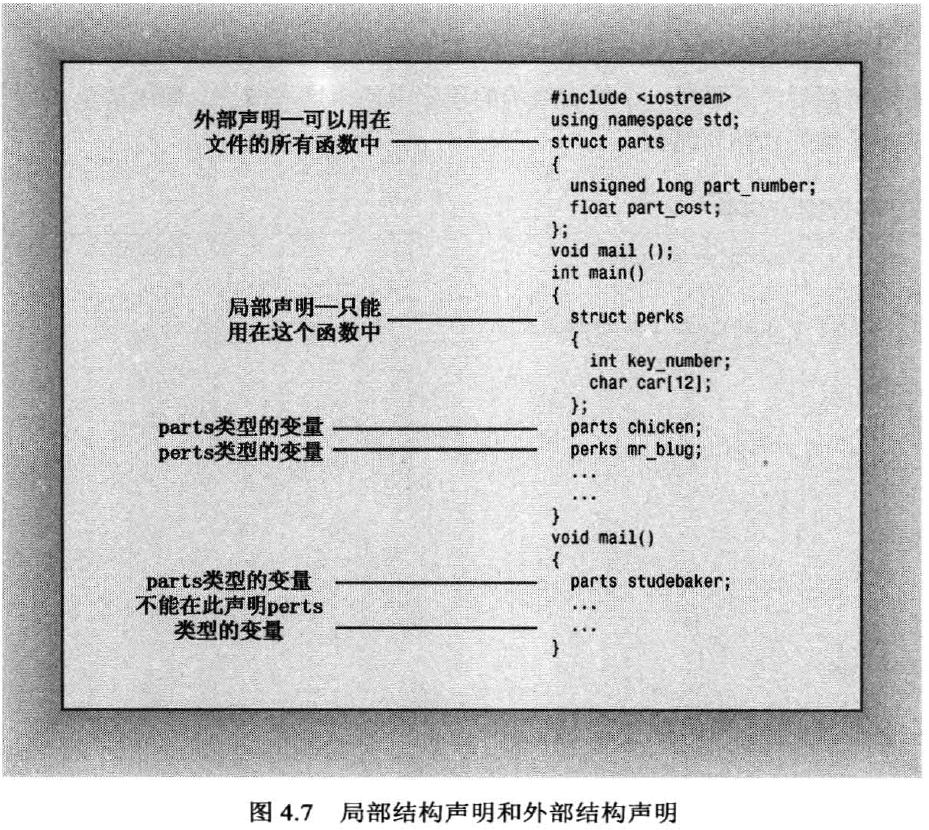 外部声明—可以用在
文件的所有函数中
#include <iostream>
using namespace std;
struct parts
{
unsigned long part_number;
float part_cost;
};
void mail ();
int main()
{
局部声明—只能
用在这个函数中
struct perks
{
int key_number;
char car[12];
};
parts类型的变量
parts chicken;
perts类型的变量
perks mr_blug;
...
...
}
void mail()
{
parts类型的变量
parts studebaker;
不能在此声明perts
类型的变量
...
...
}
图 4.7 局部结构声明和外部结构声明